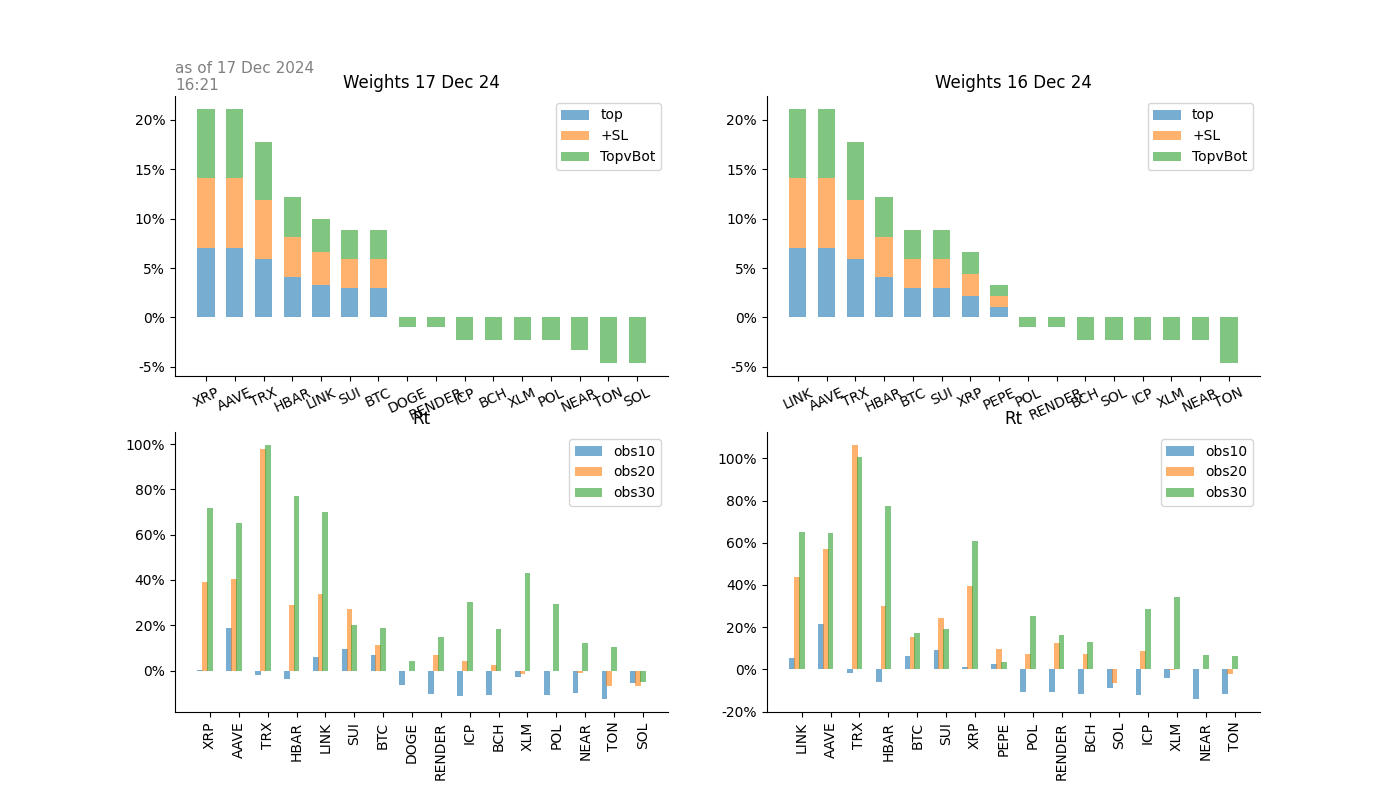 as of 17 Dec 2024
16:21
Weights 17 Dec 24
20%
15%
10%
5%
0%
-5%
top
+SL
TopvBot
XRP AAVE TRX HBAR LINK SUI BTC DOGE RENDER ICP BCH XLM POL NEAR TON SOL
Weights 16 Dec 24
20%
15%
10%
5%
0%
-5%
top
+SL
TopvBot
LINK AAVE TRX HBAR BTC SUI XRP PEPE POL RENDER BCH SOL ICP XLM NEAR TON
Rt
100%
80%
60%
40%
20%
0%
obs10
obs20
obs30
XRP AAVE TRX HBAR LINK SUI BTC DOGE RENDER ICP BCH XLM POL NEAR TON SOL
Rt
100%
80%
60%
40%
20%
0%
-20%
obs10
obs20
obs30
LINK AAVE TRX HBAR BTC SUI XRP PEPE POL RENDER BCH SOL ICP XLM NEAR TON